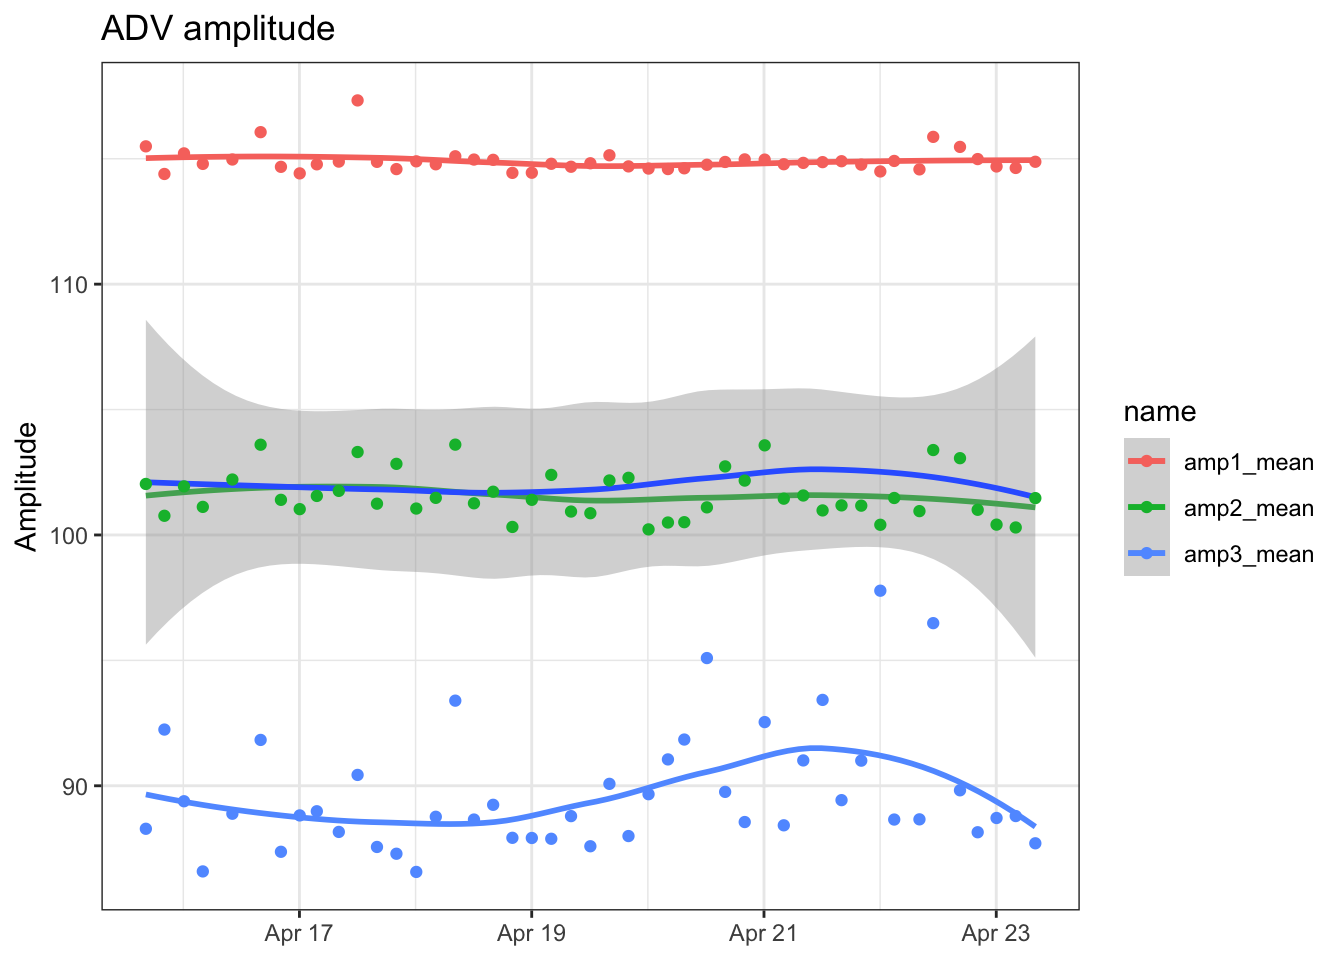 ADV amplitude
Amplitude
110
100
90
Apr 17
Apr 19
Apr 21
Apr 23
name
amp1_mean
amp2_mean
amp3_mean